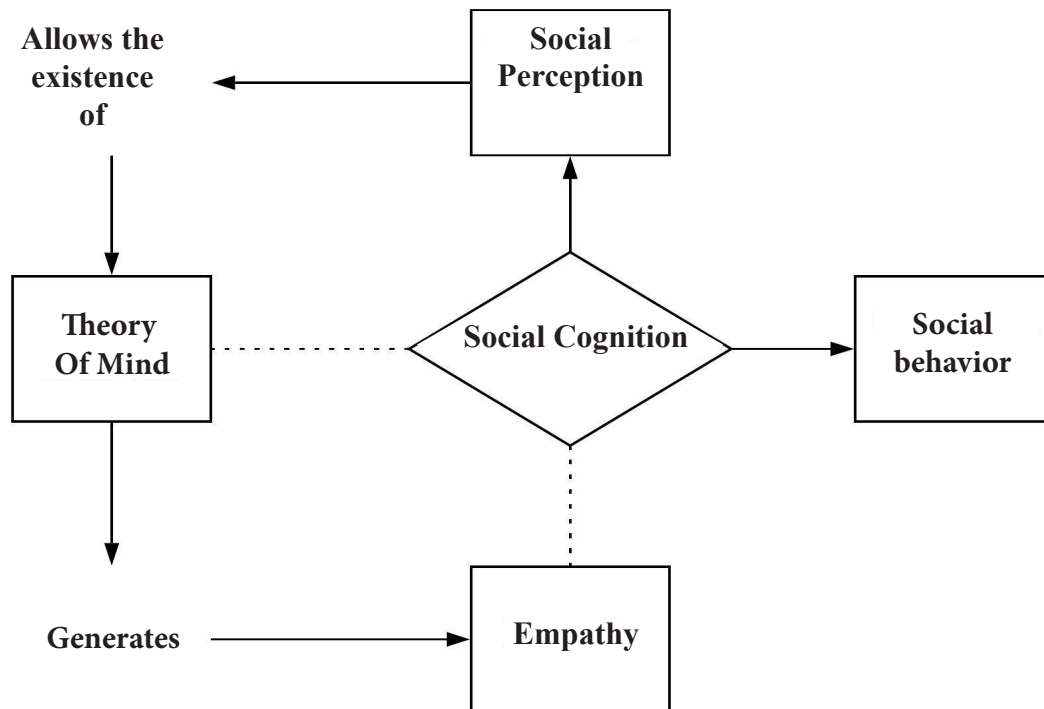 Allows the
existence
of
Social
Perception
Theory
Of Mind
Social Cognition
Social
behavior
Generates
Empathy